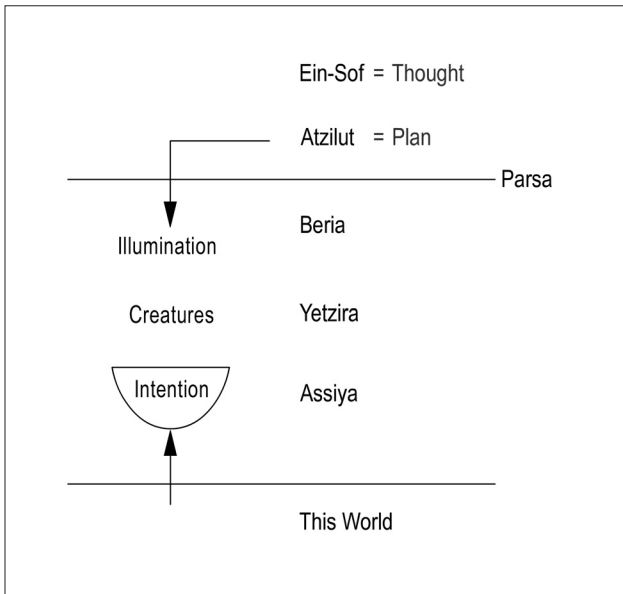 Ein-Sof = Thought
Atzilut = Plan
Parsa
Beria
Illumination
Creatures
Yetzira
Intention
Assiya
This World